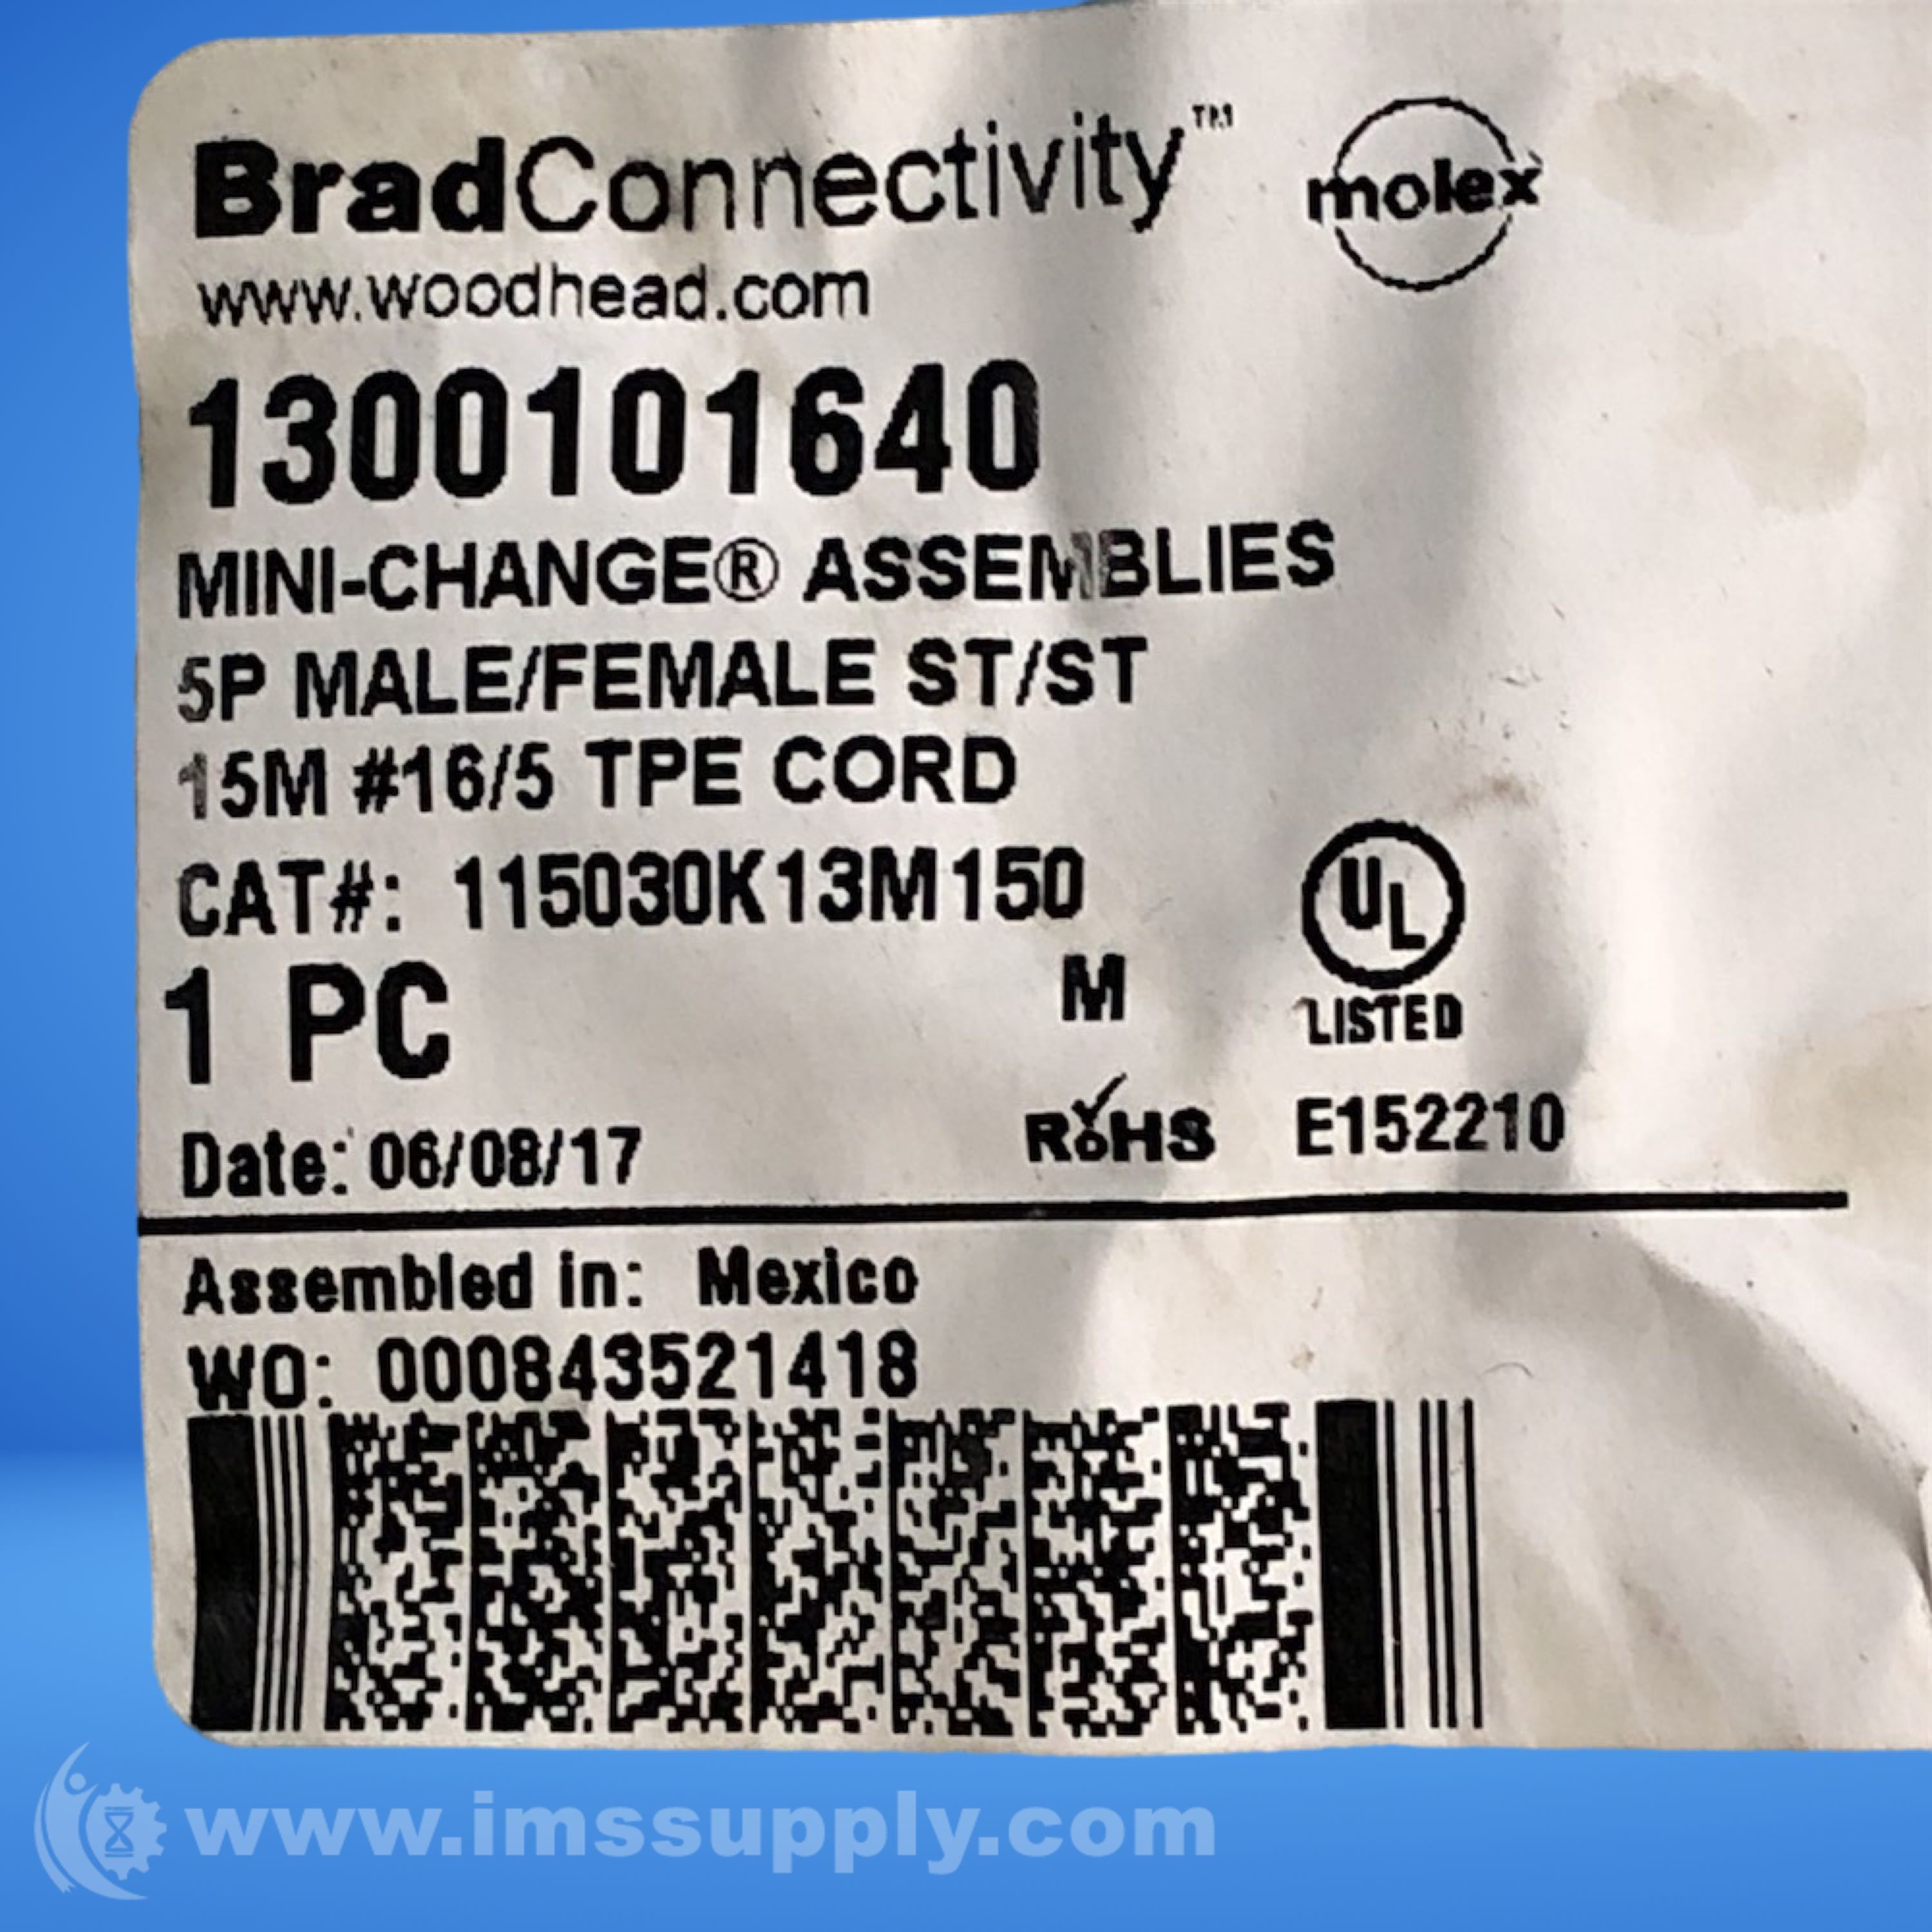 BradConnectivity™
molex
www.woodhead.com
1300101640
MINI-CHANGE® ASSEMBLIES
5P MALE/FEMALE ST/ST
15M #16/5 TPE CORD
CAT#: 115030K13M150
1 PC
M
UL
LISTED
Date: 06/08/17
RoHS
E152210
Assembled in: Mexico
WO: 000843521418
www.imssupply.com